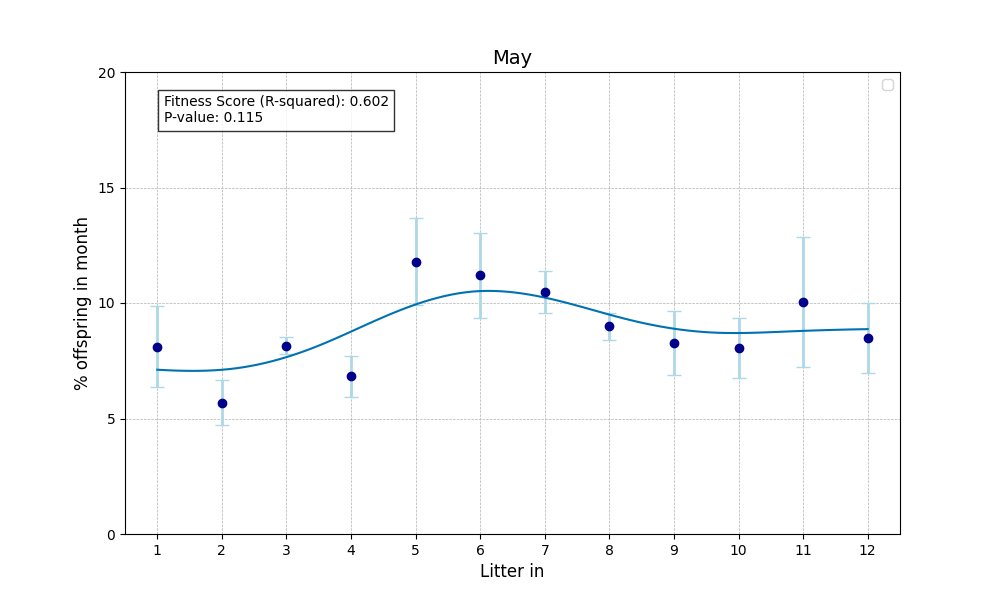 May
Fitness Score (R-squared): 0.602
P-value: 0.115
% offspring in month
20
15
10
5
0
1 2 3 4 5 6 7 8 9 10 11 12
Litter in